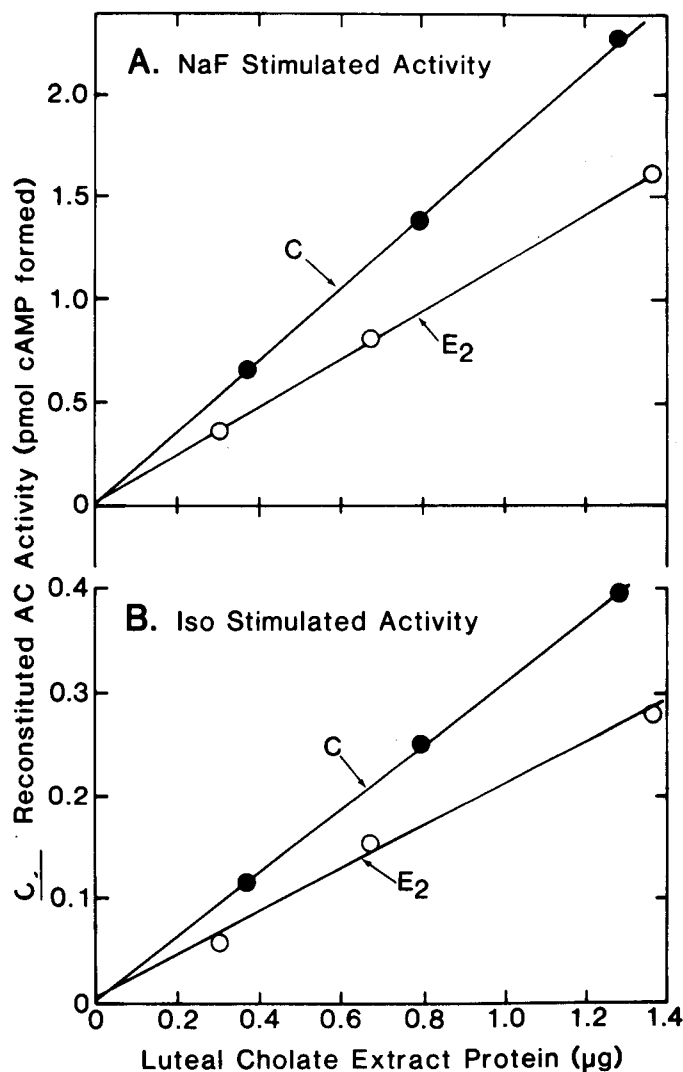 A. NaF Stimulated Activity
2.0
1.5
1.0
0.5
0
C
E2
Reconstituted AC Activity (pmol cAMP formed)
B. Iso Stimulated Activity
0.4
0.3
0.2
0.1
0
C
E2
0 0.2 0.4 0.6 0.8 1.0 1.2 1.4
Luteal Cholate Extract Protein (µg)